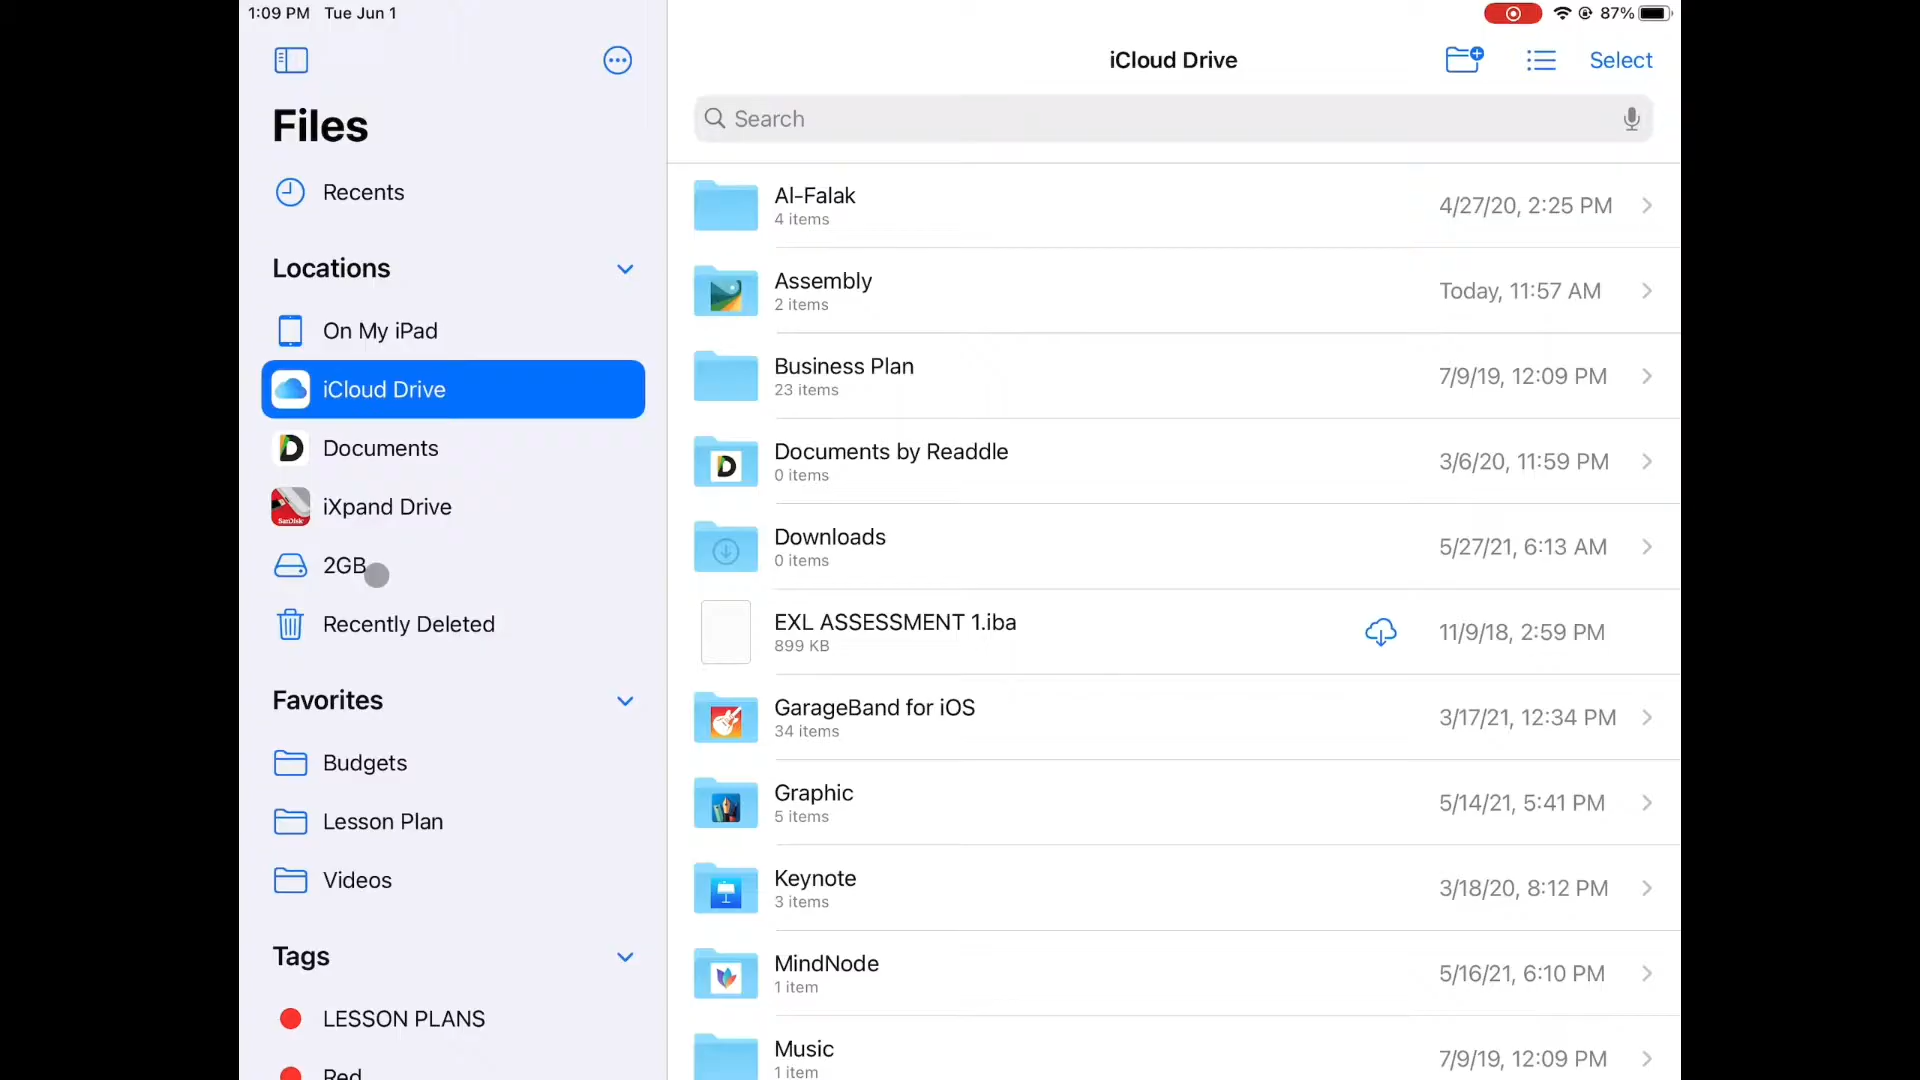 1:09 PM Tue Jun 1
87%
Files
Recents
Locations
On My iPad
iCloud Drive
Documents
iXpand Drive
2GB
Recently Deleted
Favorites
Budgets
Lesson Plan
Videos
Tags
LESSON PLANS
Red
iCloud Drive
Select
Search
Al-Falak
4 items
4/27/20, 2:25 PM
Assembly
2 items
Today, 11:57 AM
Business Plan
23 items
7/9/19, 12:09 PM
Documents by Readdle
0 items
3/6/20, 11:59 PM
Downloads
0 items
5/27/21, 6:13 AM
EXL ASSESSMENT 1.iba
899 KB
11/9/18, 2:59 PM
GarageBand for iOS
34 items
3/17/21, 12:34 PM
Graphic
5 items
5/14/21, 5:41 PM
Keynote
3 items
3/18/20, 8:12 PM
MindNode
1 item
5/16/21, 6:10 PM
Music
1 item
7/9/19, 12:09 PM